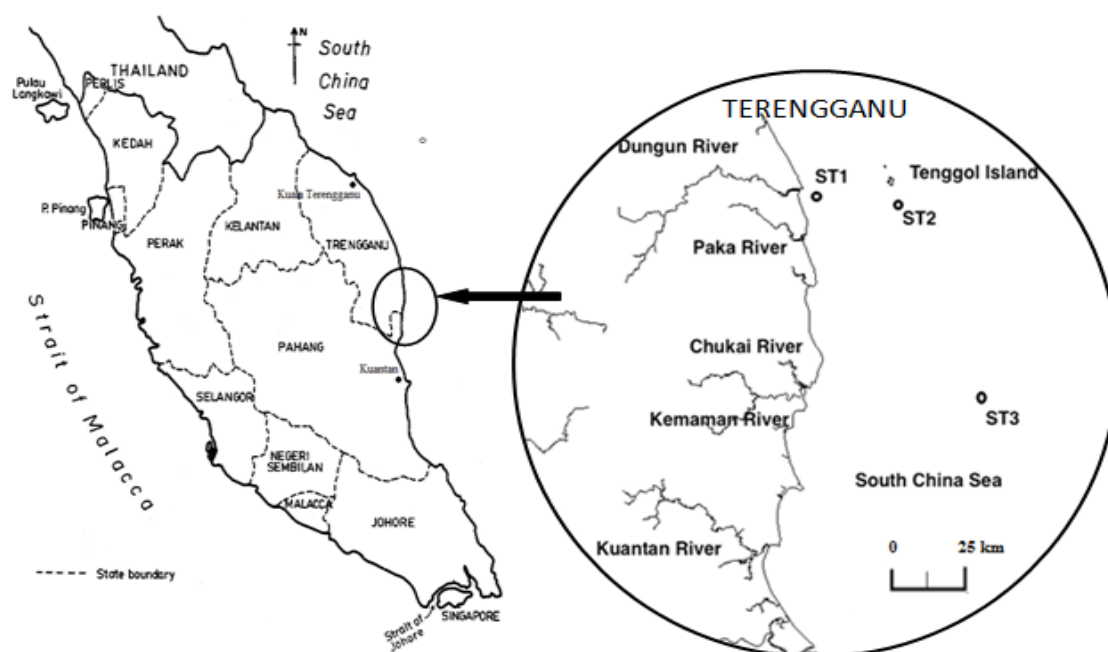 N
South
China
Sea
THAILAND
Pulau
Langkawi
PERLIS
KEDAH
P. Pinang
PINANG
PERAK
KELANTAN
Kuala Terengganu
TRENGGANU
PAHANG
Kuantan
SELANGOR
NEGERI
SEMBILAN
MALACCA
JOHORE
SINGAPORE
Strait of
Johore
Strait of Malacca
State boundary
TERENGGANU
Dungun River
ST1
Tenggol Island
ST2
Paka River
Chukai River
Kemaman River
ST3
South China Sea
Kuantan River
0 25 km